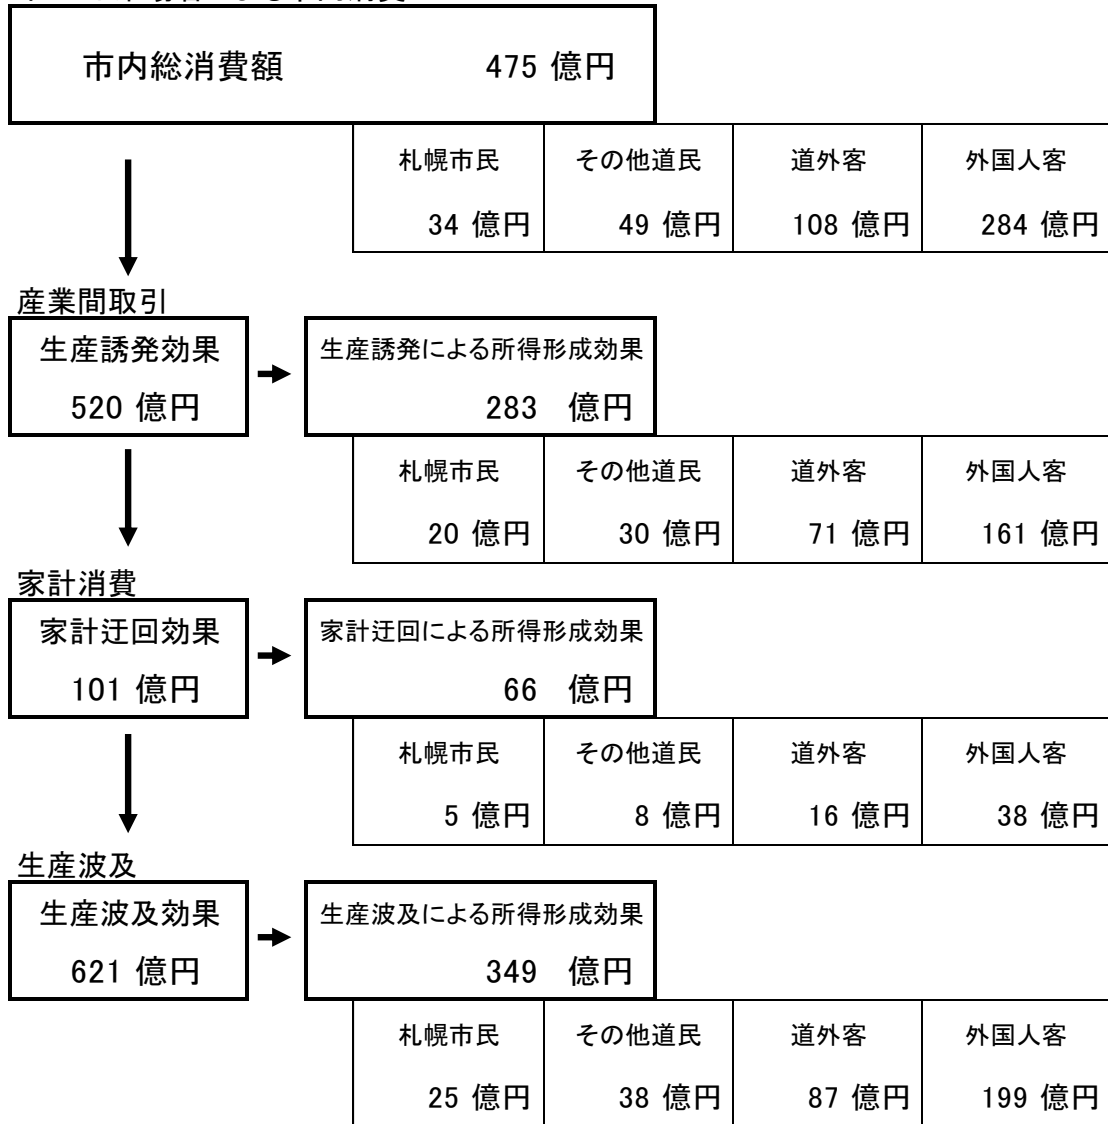 市内総消費額 475 億円
札幌市民 その他道民 道外客 外国人客
34 億円 49 億円 108 億円 284 億円
産業間取引
生産誘発効果 生産誘発による所得形成効果
520 億円 283 億円
札幌市民 その他道民 道外客 外国人客
20 億円 30 億円 71 億円 161 億円
家計消費
家計迂回効果 家計迂回による所得形成効果
101 億円 66 億円
札幌市民 その他道民 道外客 外国人客
5 億円 8 億円 16 億円 38 億円
生産波及
生産波及効果 生産波及による所得形成効果
621 億円 349 億円
札幌市民 その他道民 道外客 外国人客
25 億円 38 億円 87 億円 199 億円